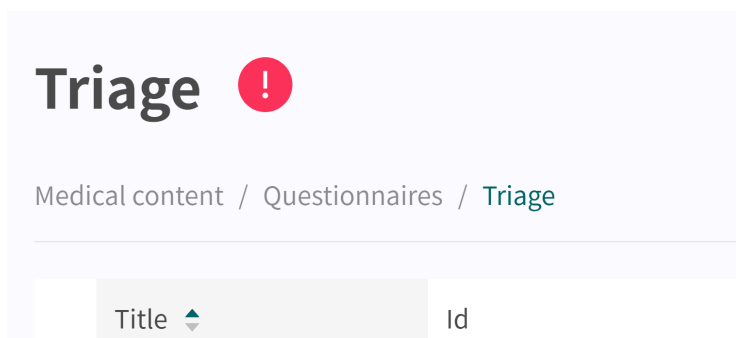 Triage !
Medical content / Questionnaires / Triage
Title Id